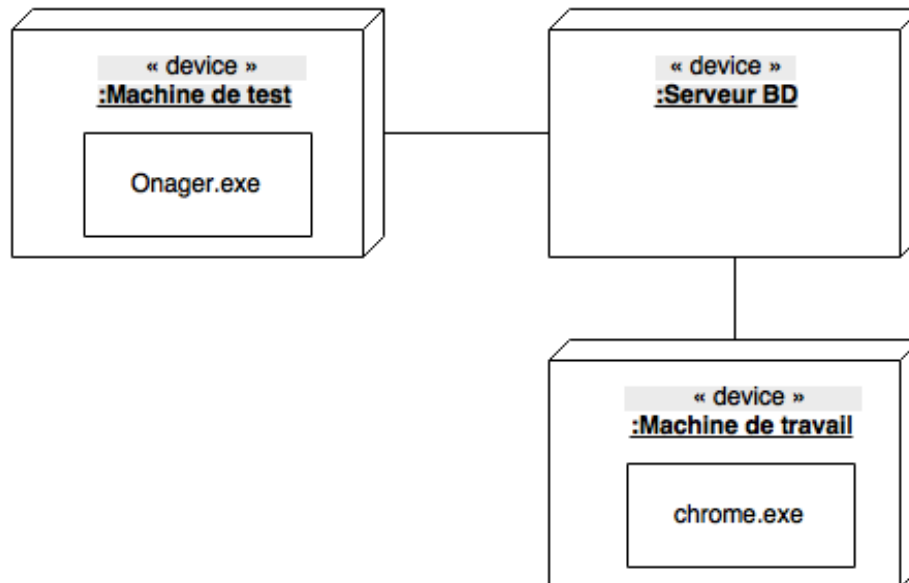 « device »
:Machine de test
Onager.exe
« device »
:Serveur BD
« device »
:Machine de travail
chrome.exe